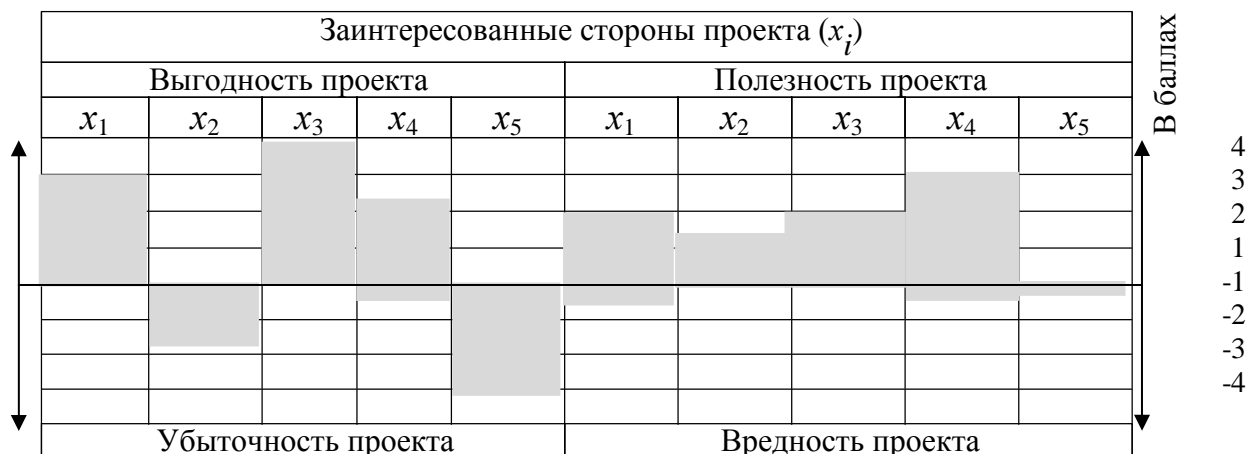 Заинтересованные стороны проекта (xi)
Выгодность проекта Полезность проекта
x1 x2 x3 x4 x5 x1 x2 x3 x4 x5
В баллах
4
3
2
1
-1
-2
-3
-4
Убыточность проекта Вредность проекта